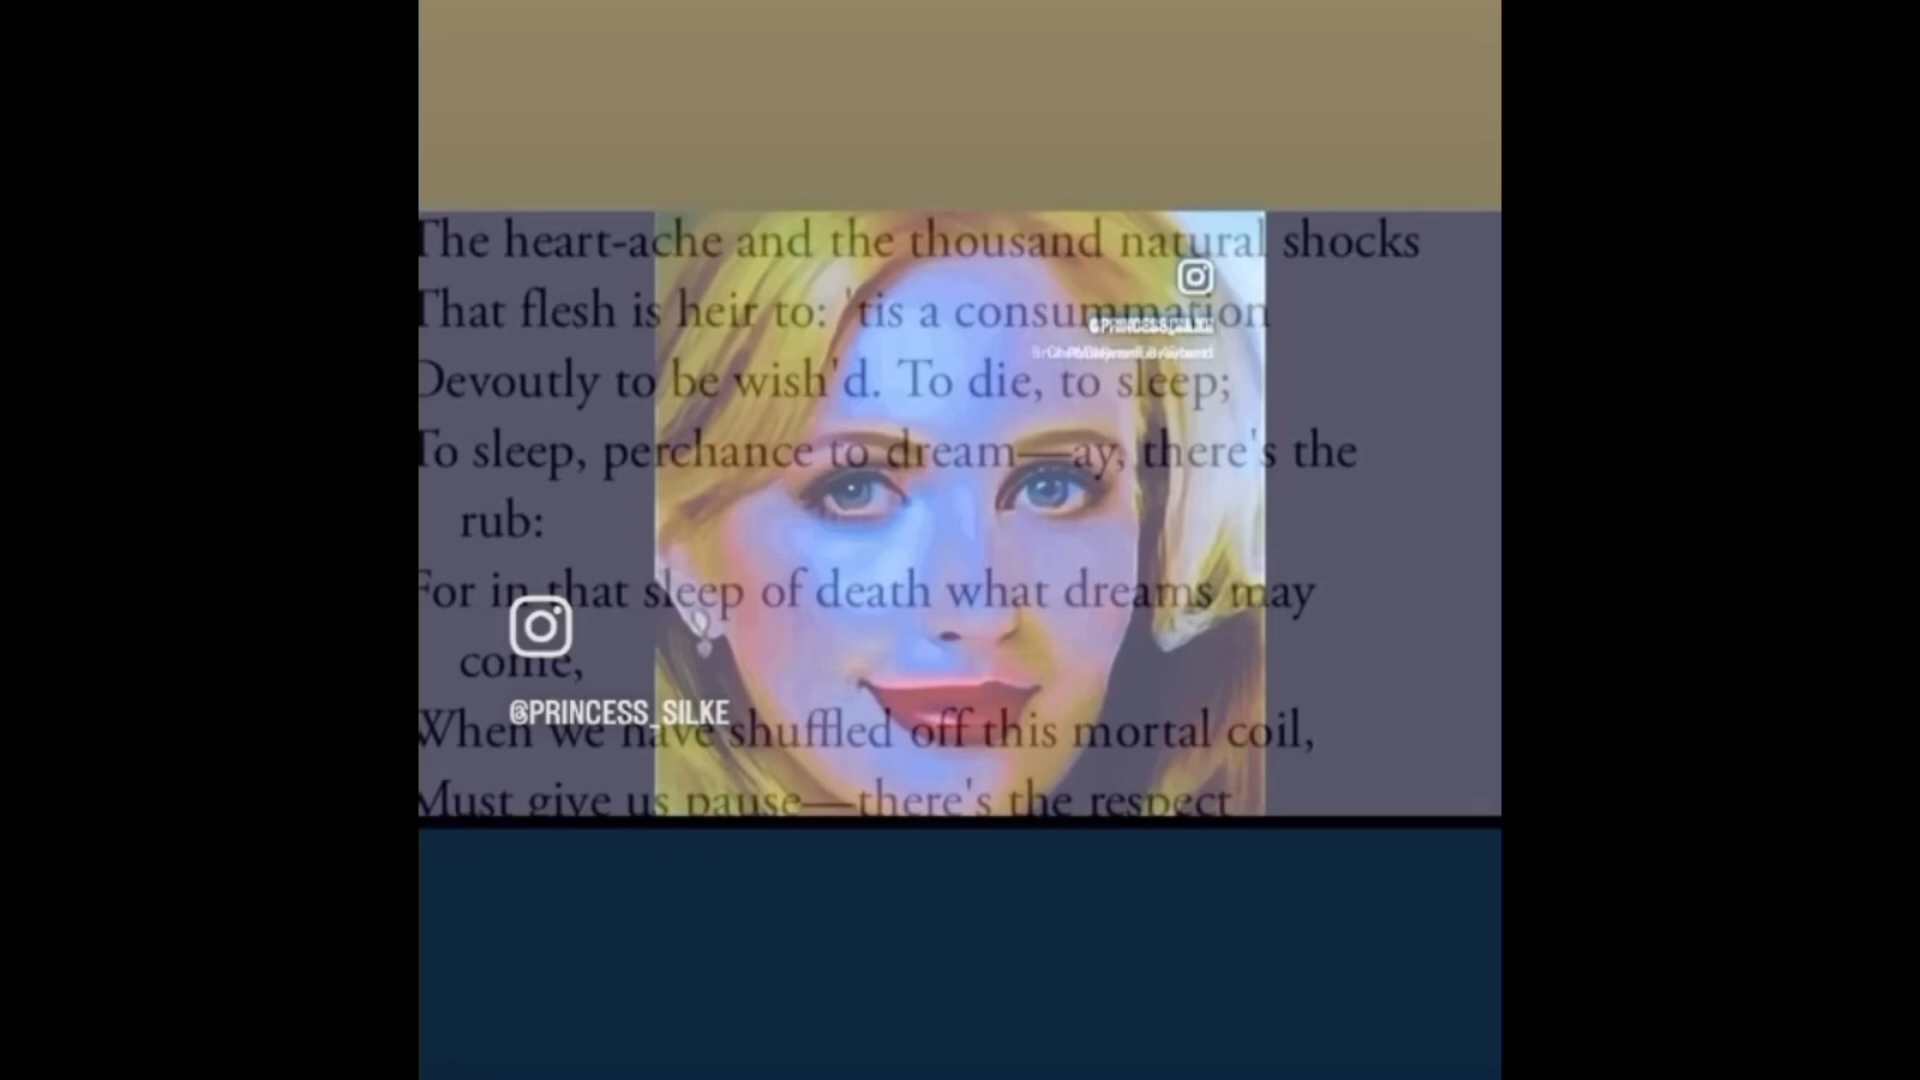 The heart-ache and the thousand natural shocks
That flesh is heir to: 'tis a consummation
@PRINCESS_SILKE
Devoutly to be wish'd. To die, to sleep;
To sleep, perchance to dream—ay, there's the
rub:
For in that sleep of death what dreams may
come,
@PRINCESS_SILKE
When we have shuffled off this mortal coil,
Must give us pause—there's the respect